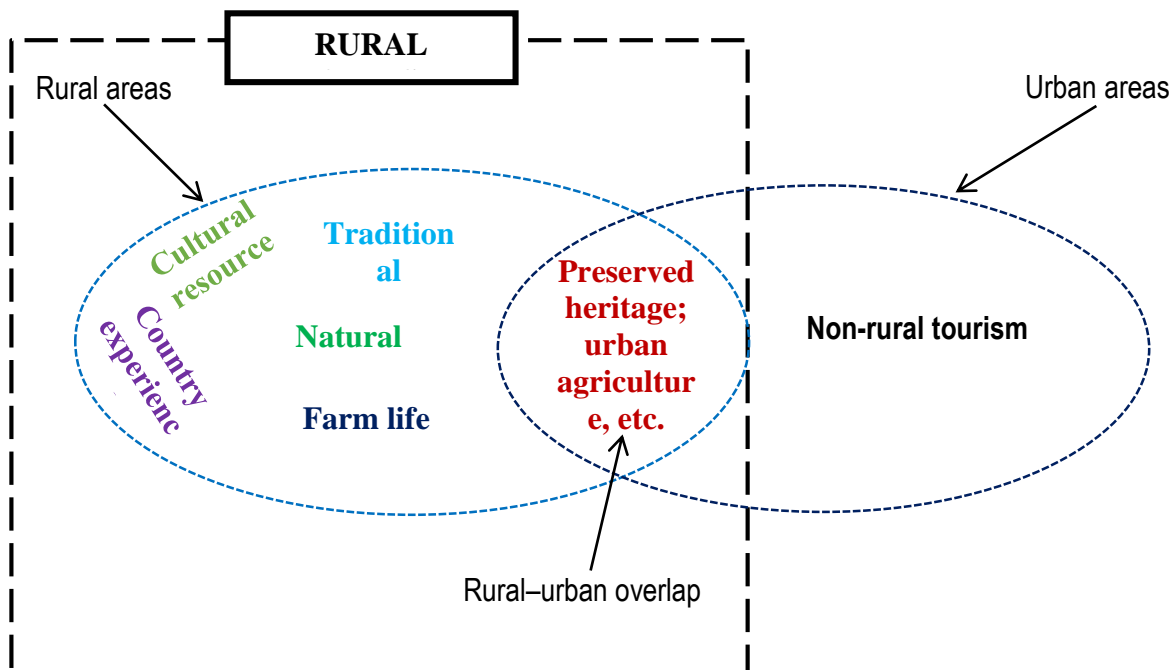 RURAL
Rural areas
Urban areas
Cultural
resource
Tradition
al
Country
experienc
Natural
Farm life
Preserved
heritage;
urban
agricultur
e, etc.
Non-rural tourism
Rural–urban overlap